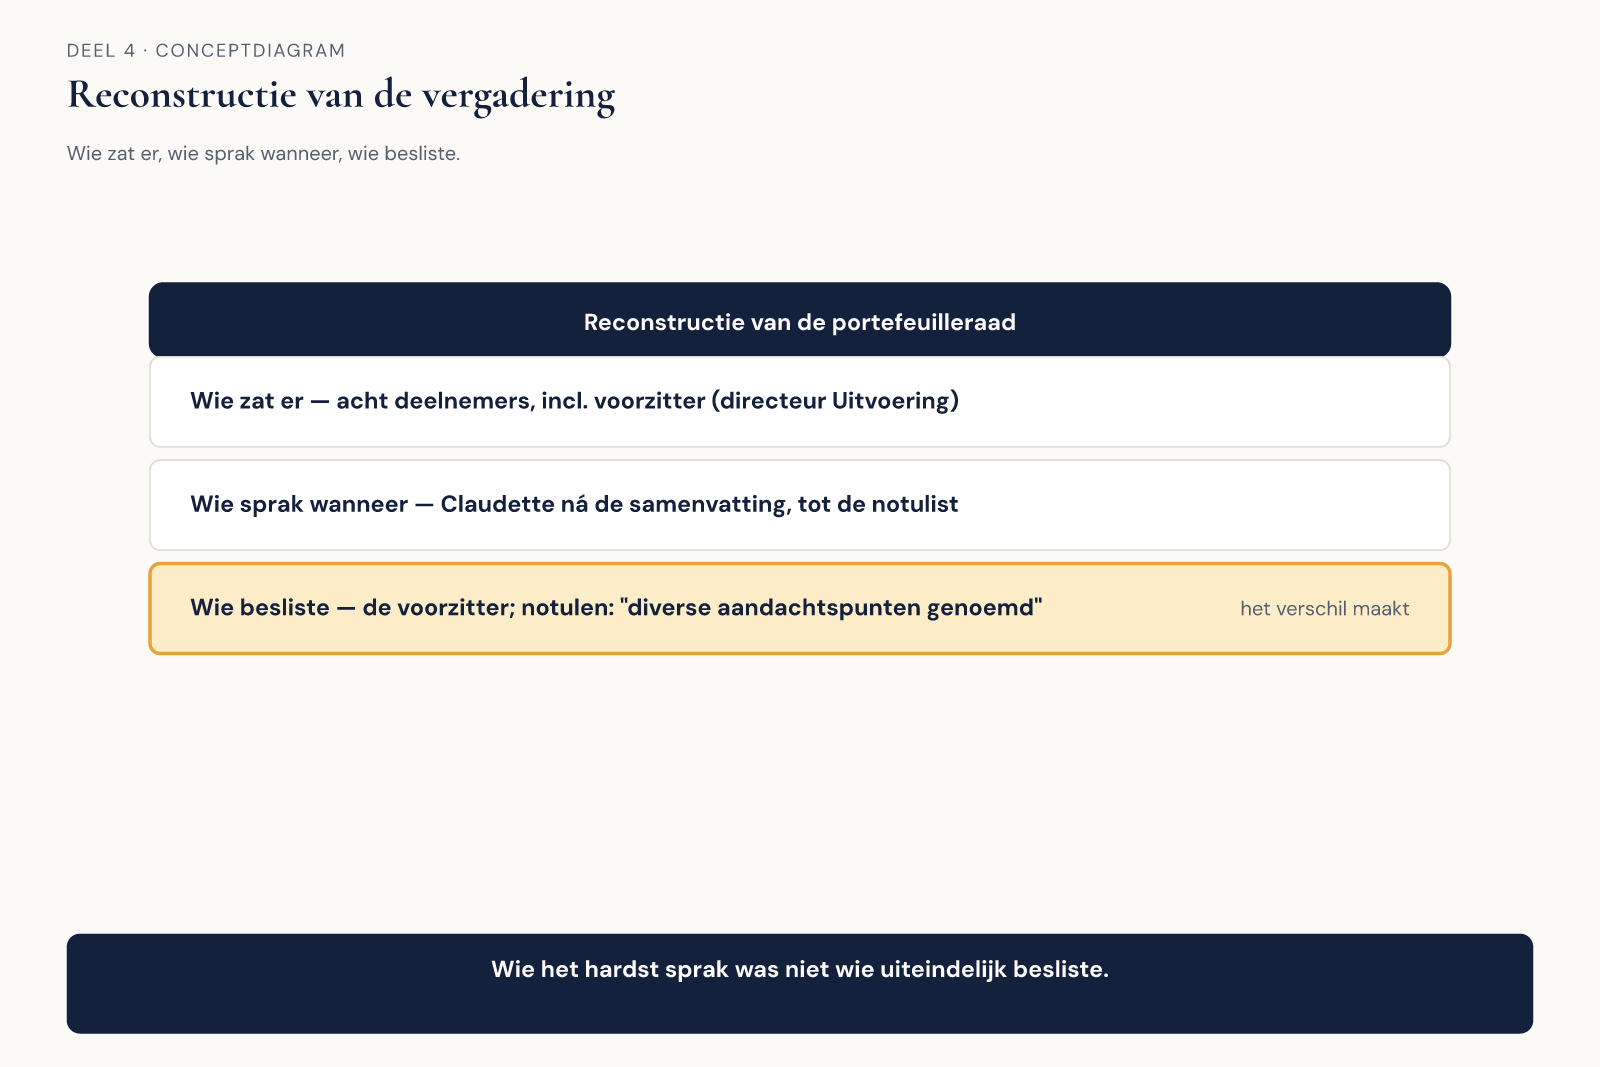 DEEL 4 · CONCEPTDIAGRAM
Reconstructie van de vergadering
Wie zat er, wie sprak wanneer, wie besliste.
Reconstructie van de portefeuilleraad
Wie zat er — acht deelnemers, incl. voorzitter (directeur Uitvoering)
Wie sprak wanneer — Claudette ná de samenvatting, tot de notulist
Wie besliste — de voorzitter; notulen: "diverse aandachtspunten genoemd" het verschil maakt
Wie het hardst sprak was niet wie uiteindelijk besliste.